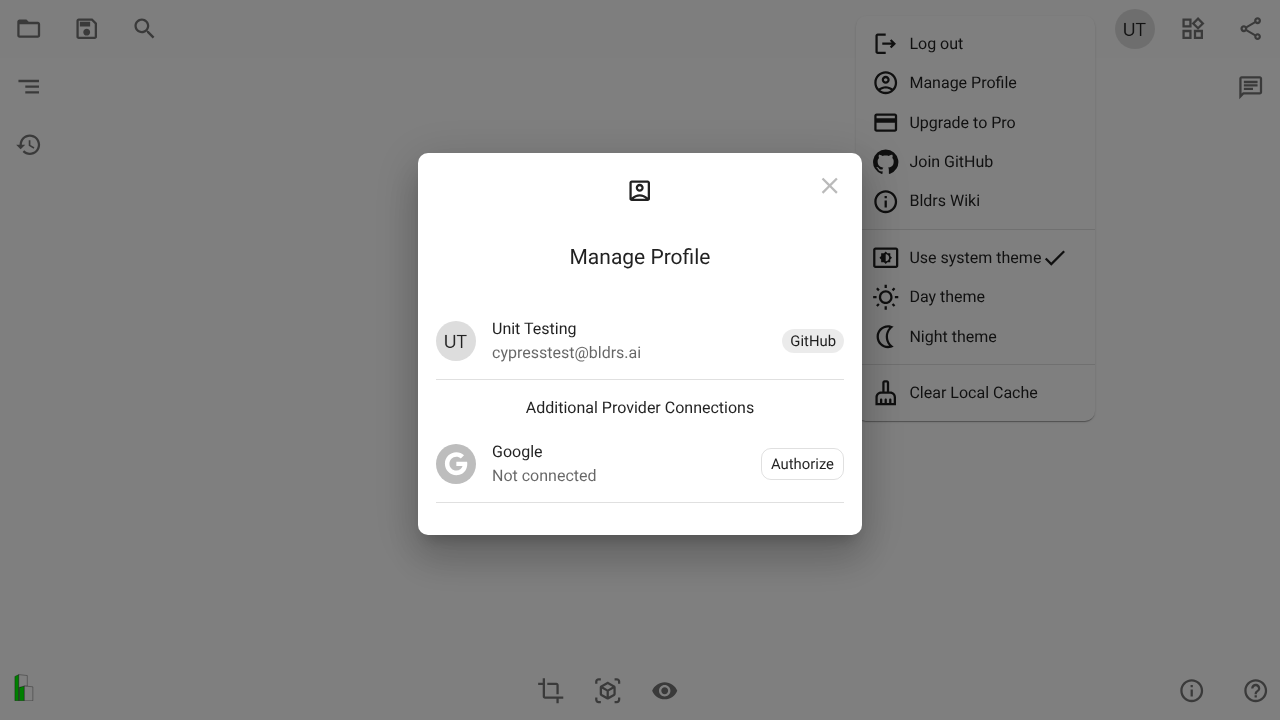 UT
Log out
Manage Profile
Upgrade to Pro
Join GitHub
Bldrs Wiki
Use system theme
Day theme
Night theme
Clear Local Cache
Manage Profile
UT
Unit Testing
cypresstest@bldrs.ai
GitHub
Additional Provider Connections
Google
Not connected
Authorize